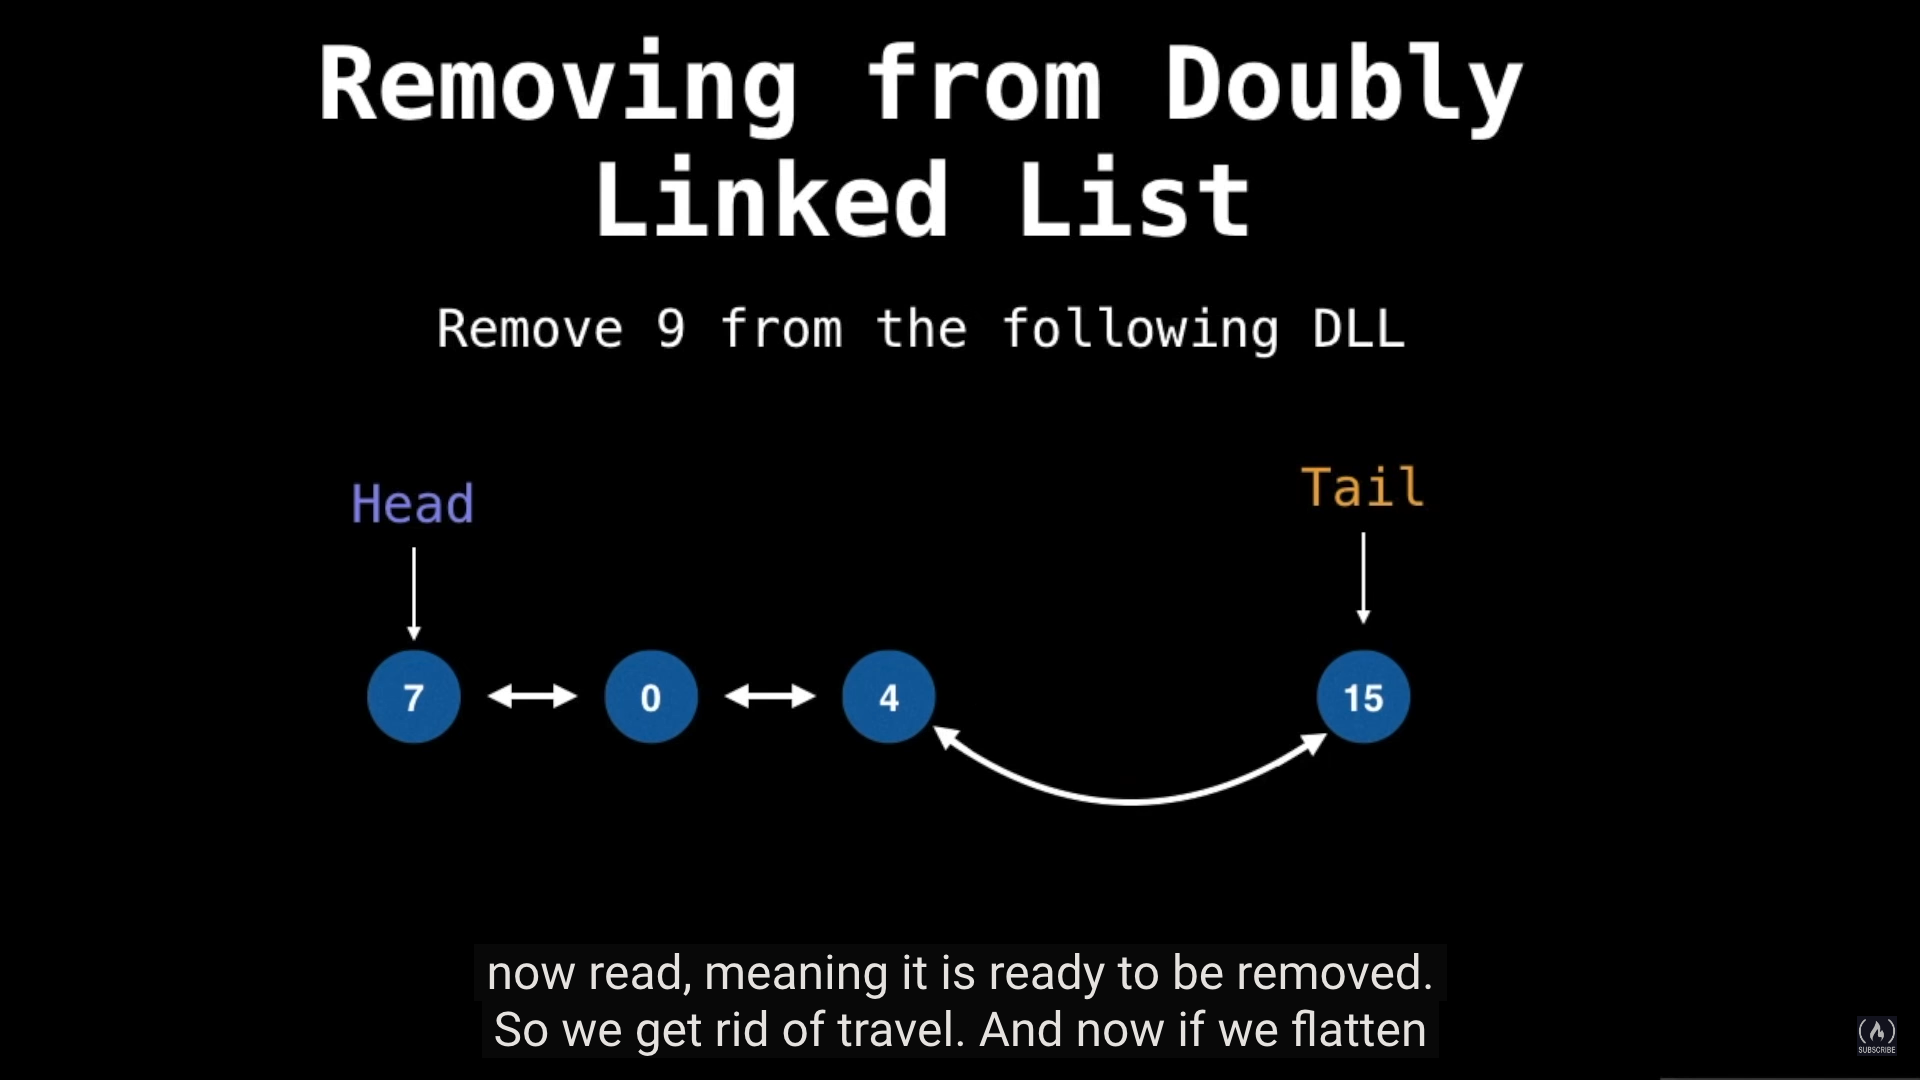 Removing from Doubly
Linked List
Remove 9 from the following DLL
Head
Tail
7
0
4
15
now read, meaning it is ready to be removed.
So we get rid of travel. And now if we flatten
SUBSCRIBE